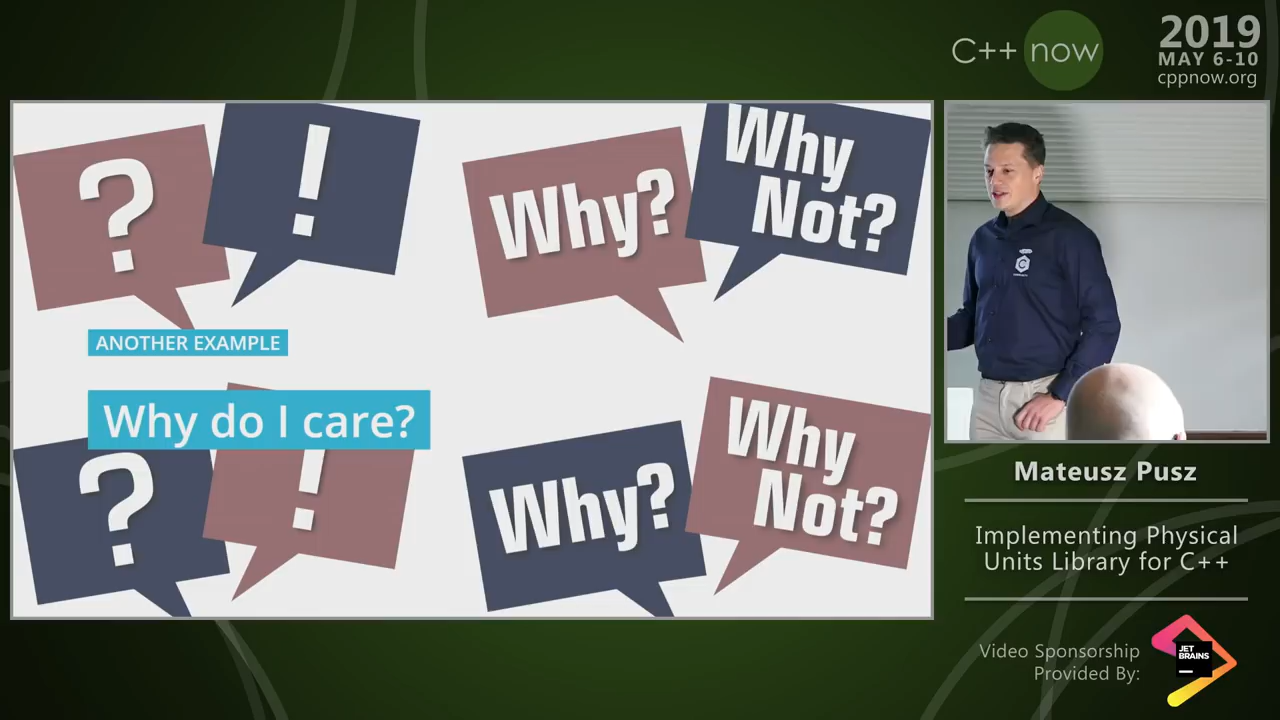 C++ now
2019
MAY 6-10
cppnow.org
?
!
Why?
Why
Not?
ANOTHER EXAMPLE
Why do I care?
?
!
Why?
Why
Not?
Mateusz Pusz
Implementing Physical
Units Library for C++
Video Sponsorship
Provided By:
JET
BRAINS